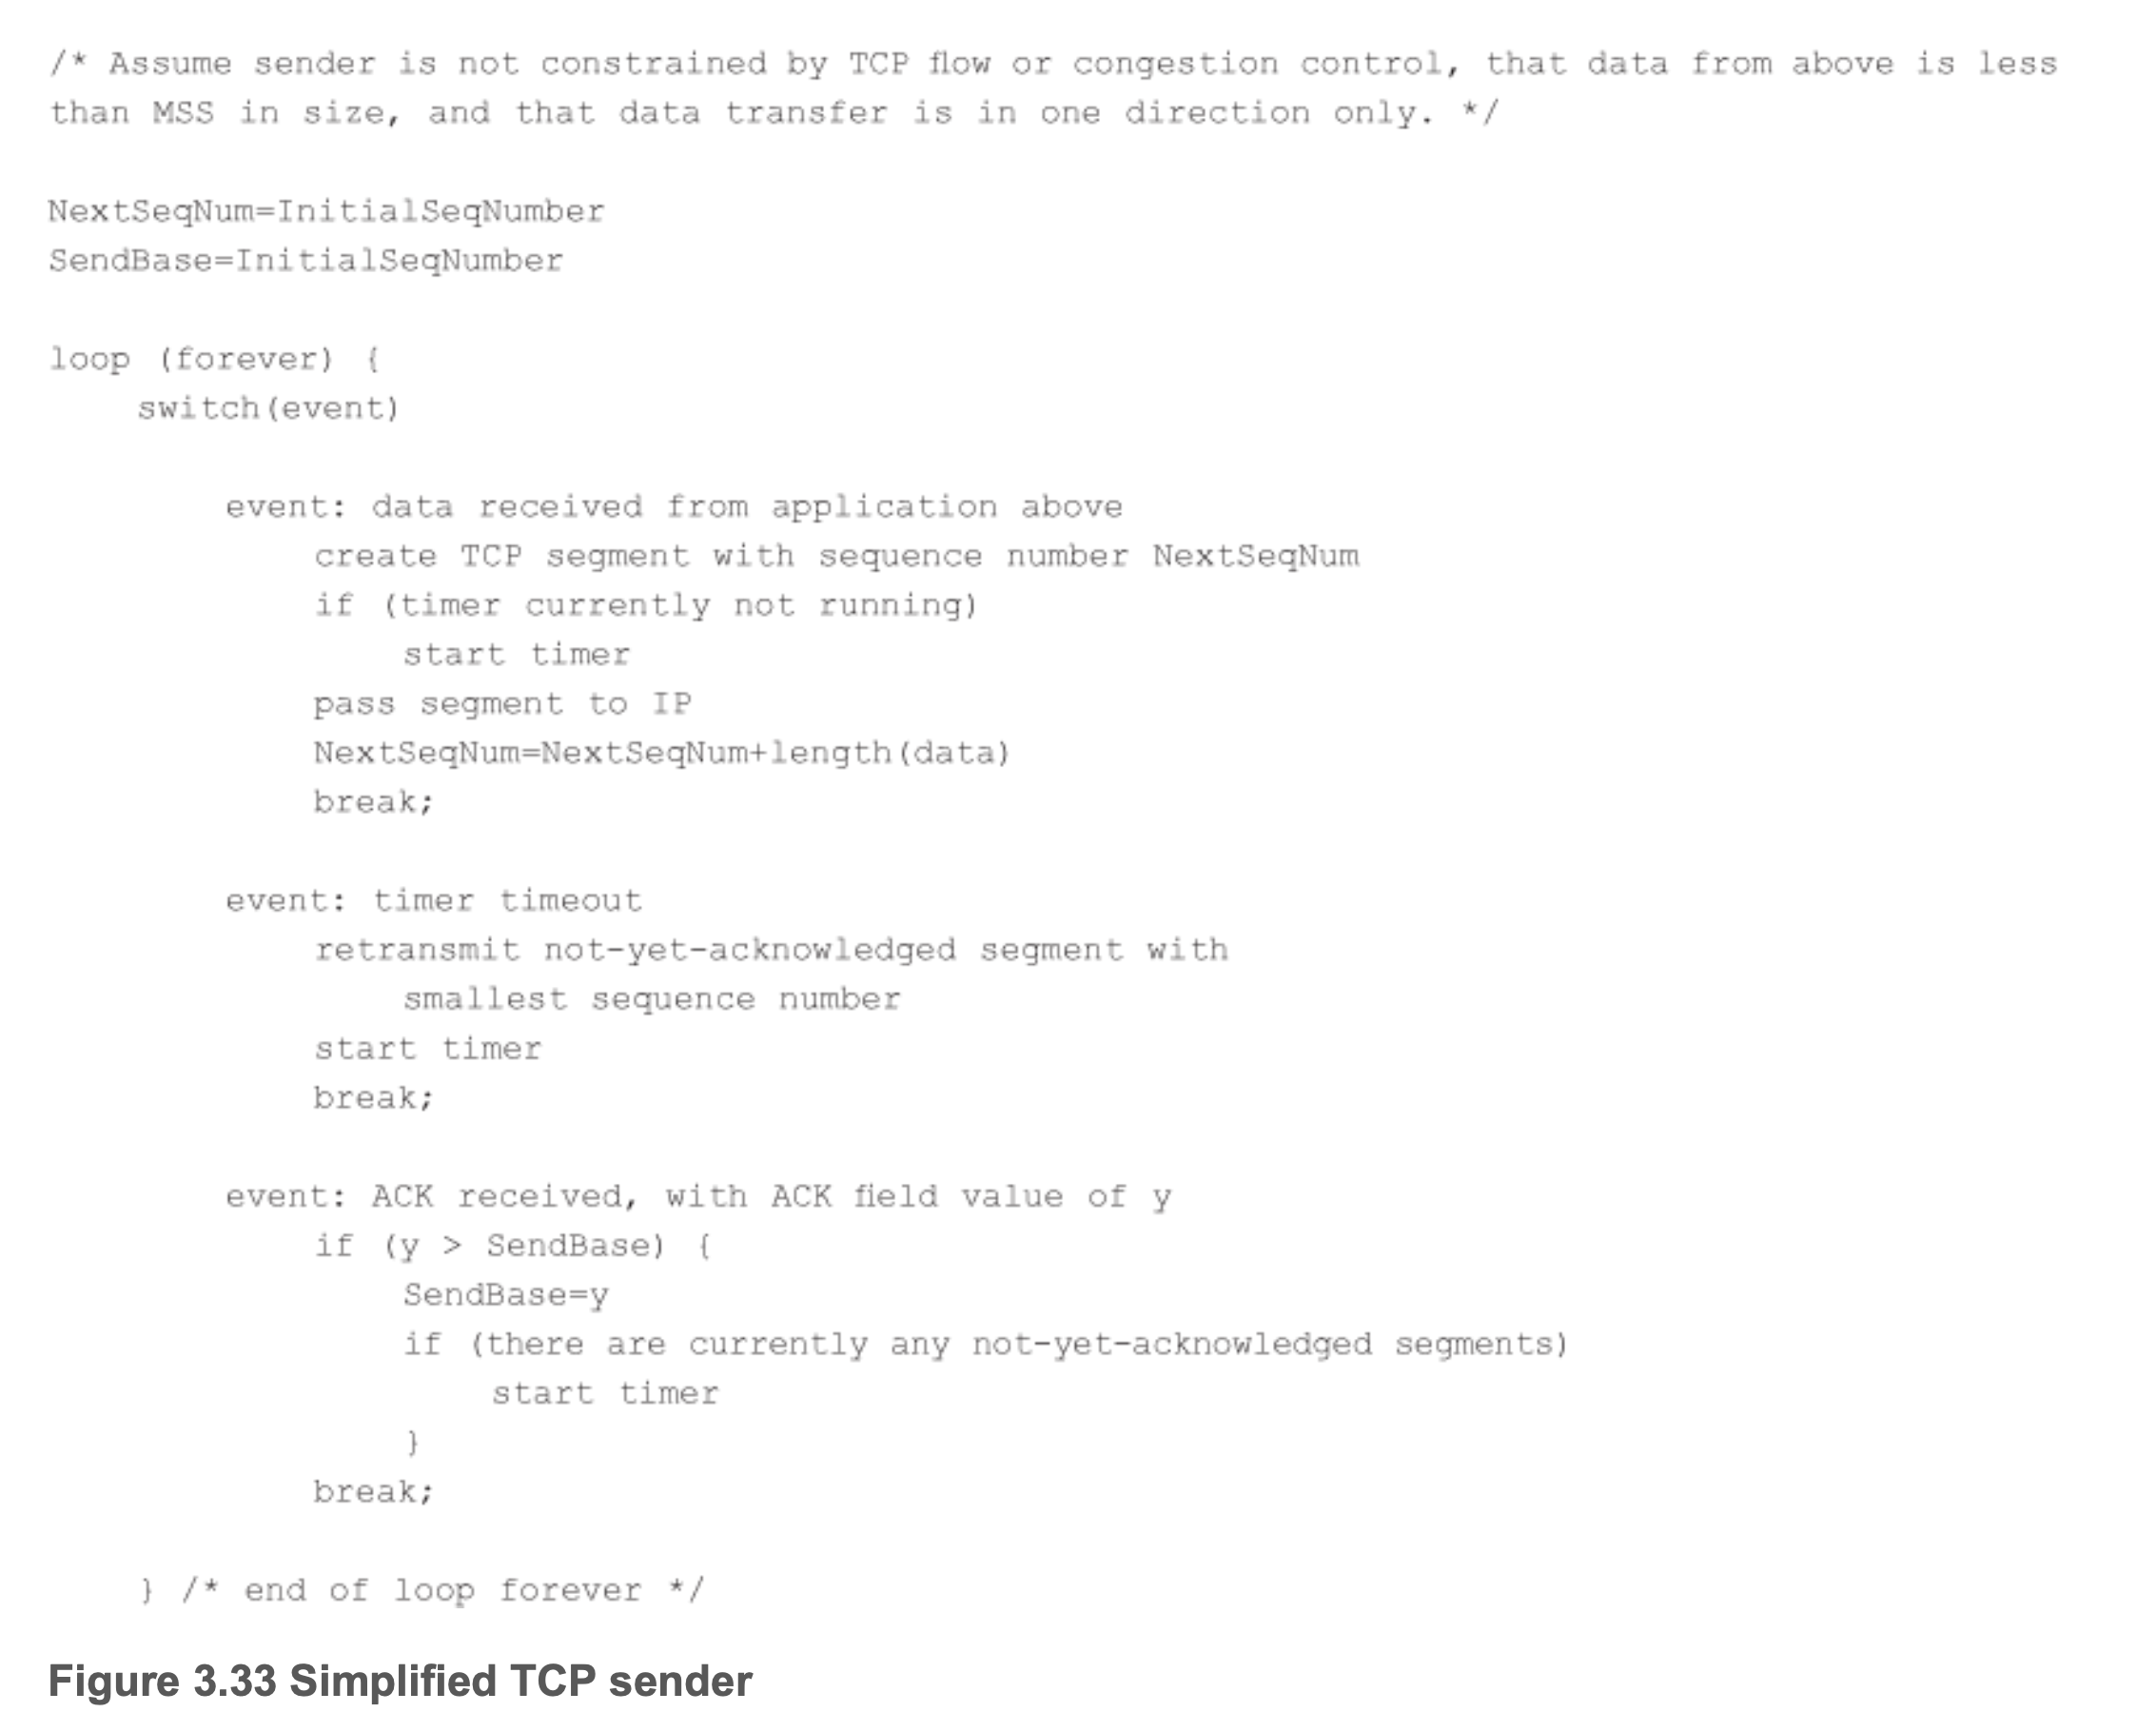 /* Assume sender is not constrained by TCP flow or congestion control, that data from above is less
than MSS in size, and that data transfer is in one direction only. */
NextSeqNum=InitialSeqNumber
SendBase=InitialSeqNumber
loop (forever) {
switch(event)
event: data received from application above
create TCP segment with sequence number NextSeqNum
if (timer currently not running)
start timer
pass segment to IP
NextSeqNum=NextSeqNum+length(data)
break;
event: timer timeout
retransmit not-yet-acknowledged segment with
smallest sequence number
start timer
break;
event: ACK received, with ACK field value of y
if (y > SendBase) {
SendBase=y
if (there are currently any not-yet-acknowledged segments)
start timer
}
break;
} /* end of loop forever */
Figure 3.33 Simplified TCP sender